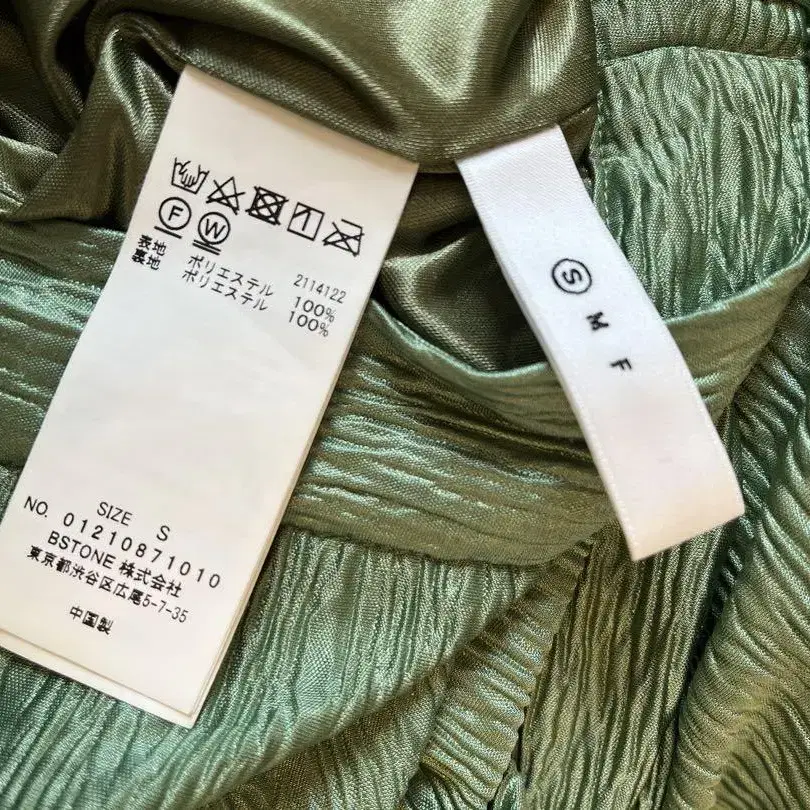 F W
表地 ポリエステル 100%
裏地 ポリエステル 100%
2114122
SIZE S
NO. 01210871010
BSTONE 株式会社
東京都渋谷区広尾5-7-35
中国製
S M F